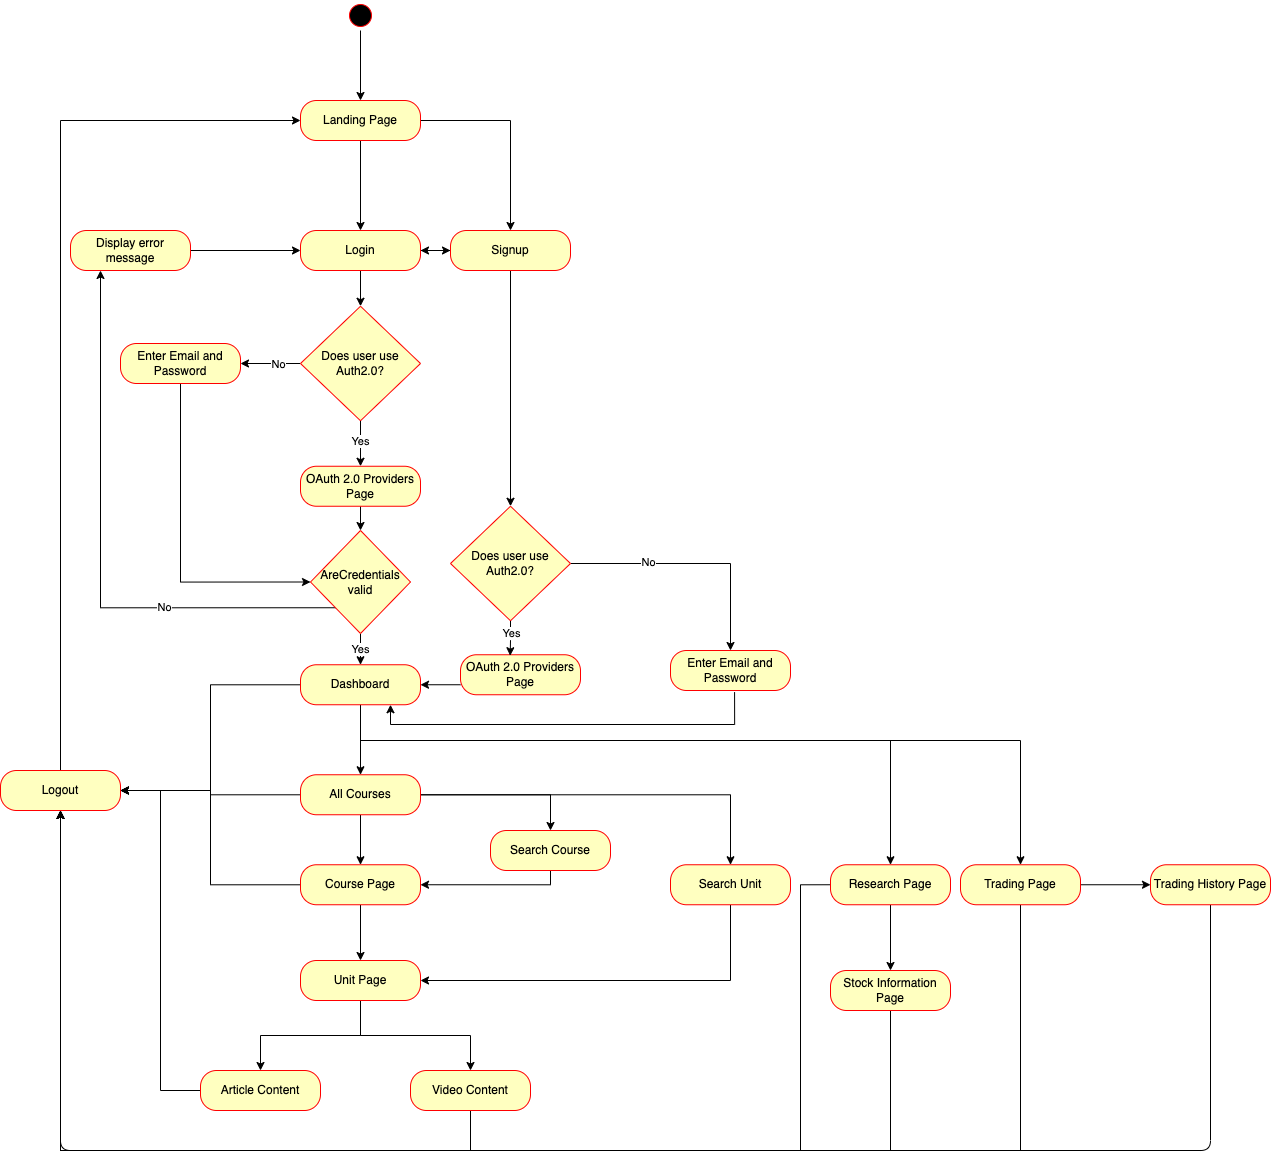 Landing Page
Display error
message
Login
Signup
Enter Email and
Password
No
Does user use
Auth2.0?
Yes
OAuth 2.0 Providers
Page
Does user use
Auth2.0?
No
AreCredentials
valid
No
Yes
Yes
Dashboard
OAuth 2.0 Providers
Page
Enter Email and
Password
Logout
All Courses
Search Course
Course Page
Search Unit
Research Page
Trading Page
Trading History Page
Unit Page
Stock Information
Page
Article Content
Video Content